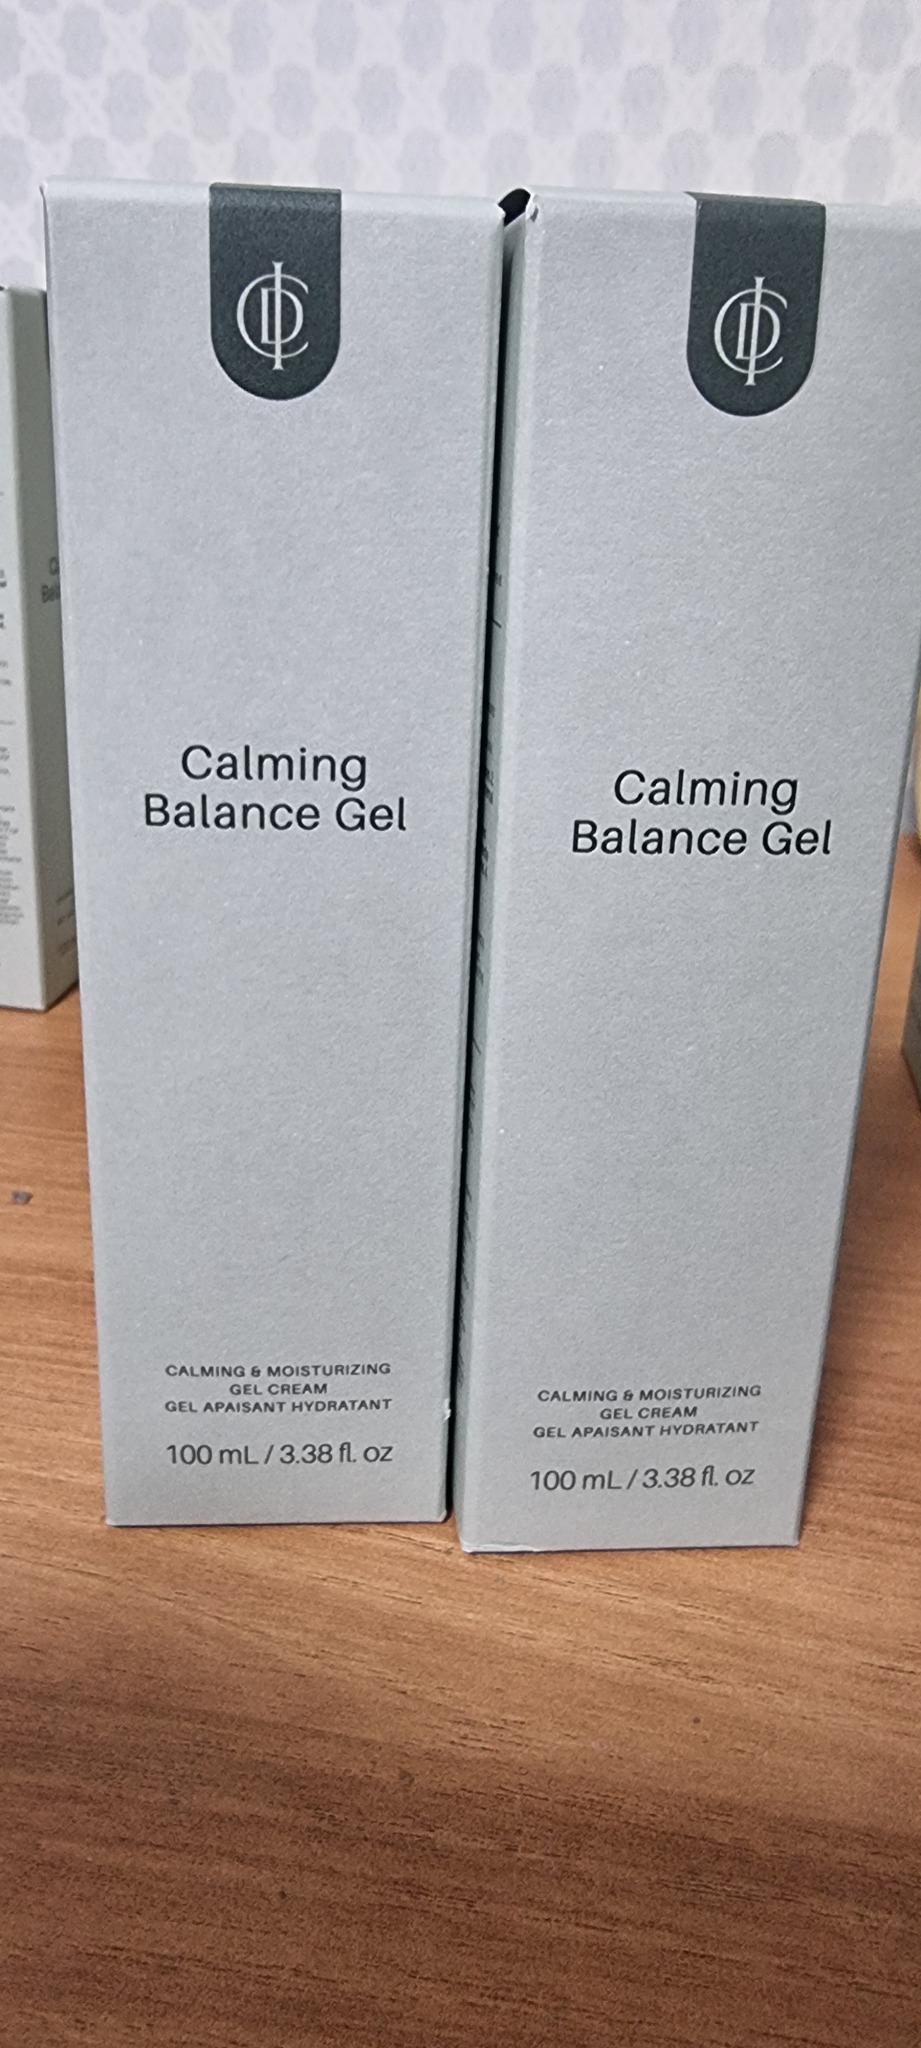 Calming
Balance Gel
CALMING & MOISTURIZING
GEL CREAM
GEL APAISANT HYDRATANT
100 mL / 3.38 fl. oz
Calming
Balance Gel
CALMING & MOISTURIZING
GEL CREAM
GEL APAISANT HYDRATANT
100 mL / 3.38 fl. oz